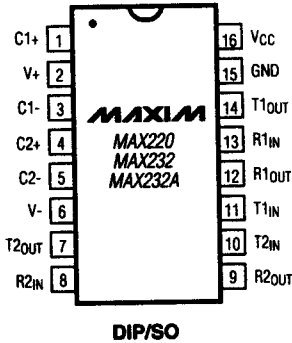 C1+ 1 16 VCC
V+ 2 15 GND
C1- 3 14 T1OUT
MAXIM
C2+ 4 MAX220 13 R1IN
MAX232
C2- 5 MAX232A 12 R1OUT
V- 6 11 T1IN
T2OUT 7 10 T2IN
R2IN 8 9 R2OUT
DIP/SO